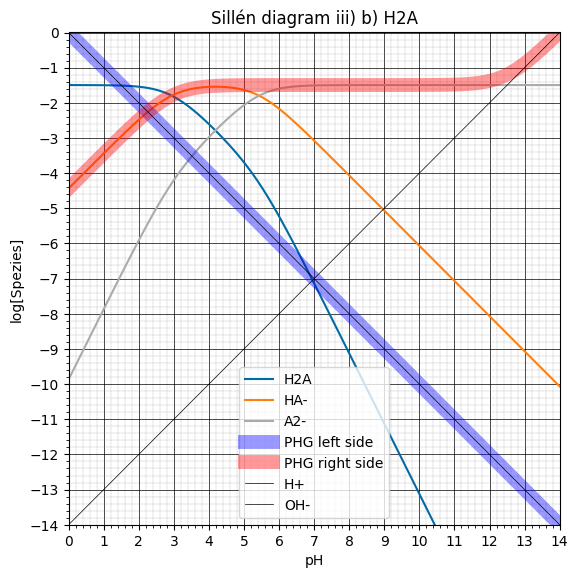 Sillén diagram iii) b) H2A
0
−1
−2
−3
−4
−5
−6
−7
−8
−9
−10
−11
−12
−13
−14
log[Spezies]
H2A
HA-
A2-
PHG left side
PHG right side
H+
OH-
0 1 2 3 4 5 6 7 8 9 10 11 12 13 14
pH